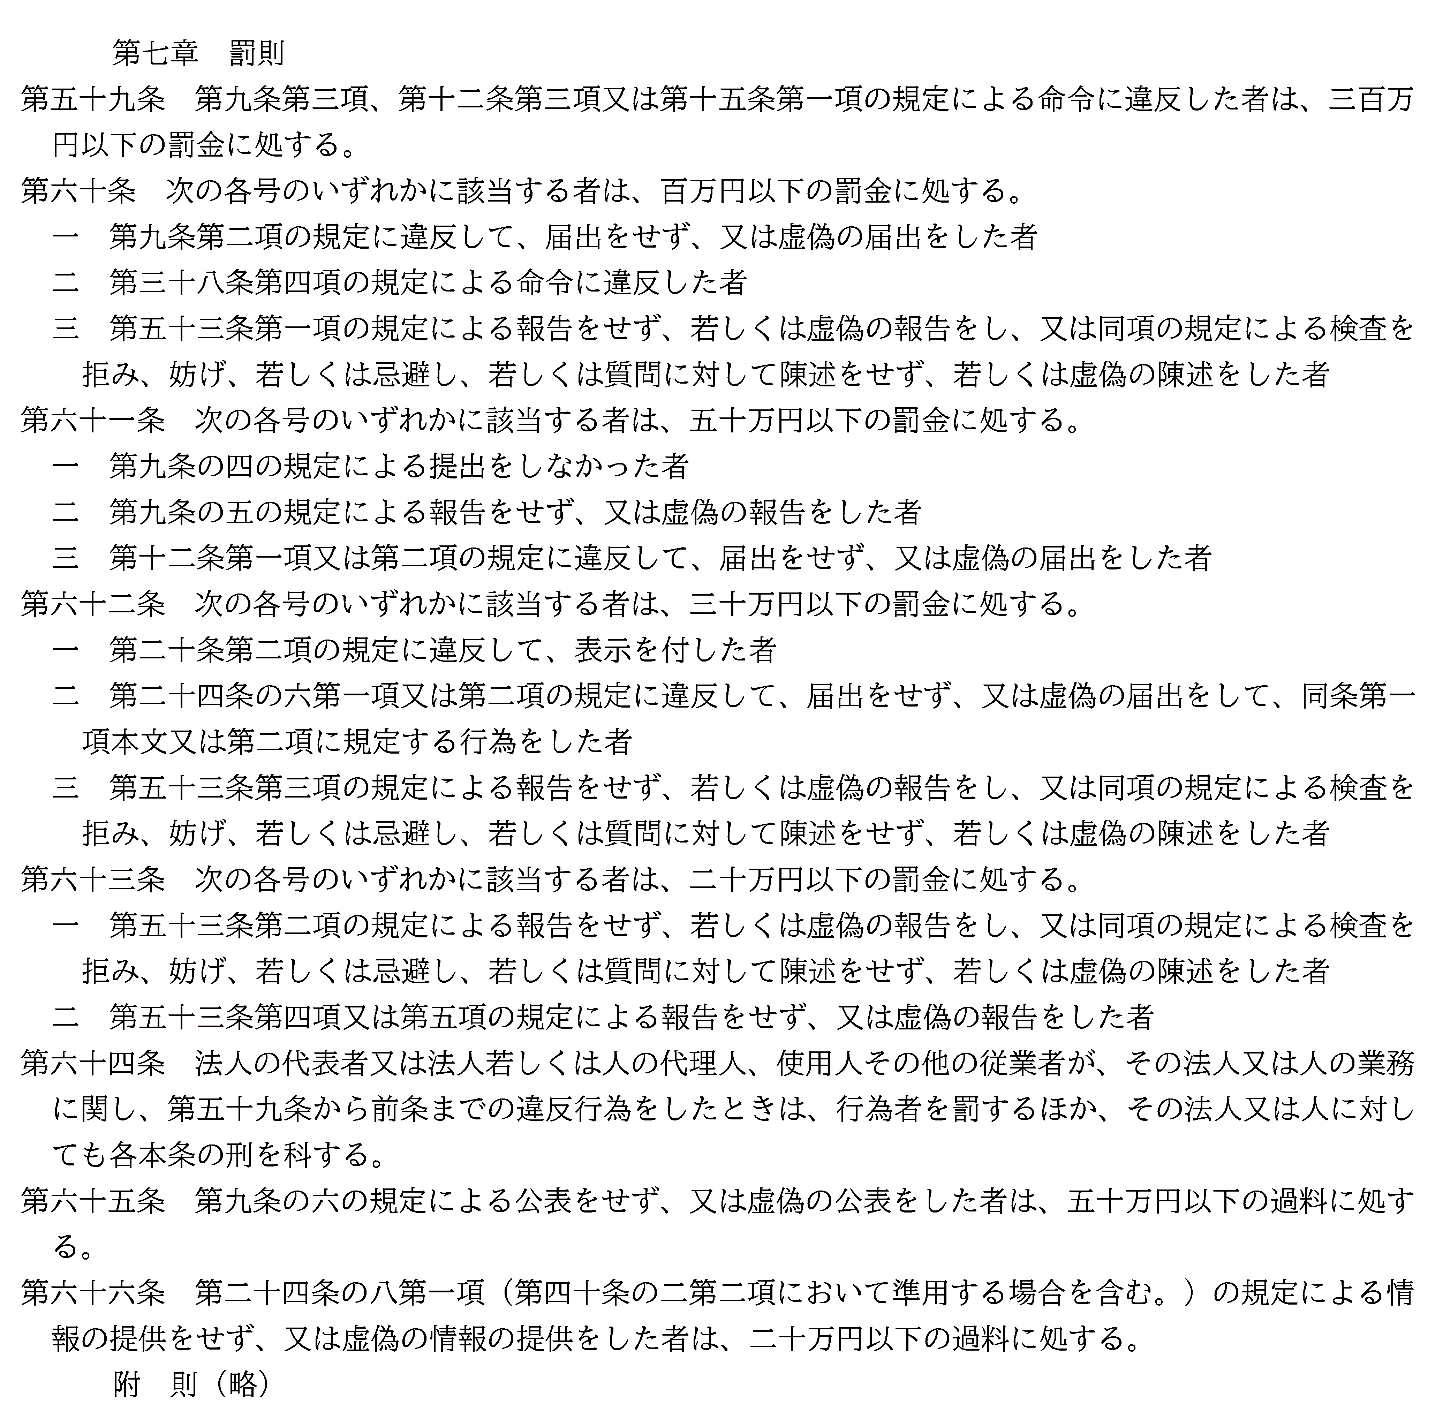 第七章　罰則
第五十九条　第九条第三項、第十二条第三項又は第十五条第一項の規定による命令に違反した者は、三百万
円以下の罰金に処する。
第六十条　次の各号のいずれかに該当する者は、百万円以下の罰金に処する。
一　第九条第二項の規定に違反して、届出をせず、又は虚偽の届出をした者
二　第三十八条第四項の規定による命令に違反した者
三　第五十三条第一項の規定による報告をせず、若しくは虚偽の報告をし、又は同項の規定による検査を
拒み、妨げ、若しくは忌避し、若しくは質問に対して陳述をせず、若しくは虚偽の陳述をした者
第六十一条　次の各号のいずれかに該当する者は、五十万円以下の罰金に処する。
一　第九条の四の規定による提出をしなかった者
二　第九条の五の規定による報告をせず、又は虚偽の報告をした者
三　第十二条第一項又は第二項の規定に違反して、届出をせず、又は虚偽の届出をした者
第六十二条　次の各号のいずれかに該当する者は、三十万円以下の罰金に処する。
一　第二十条第二項の規定に違反して、表示を付した者
二　第二十四条の六第一項又は第二項の規定に違反して、届出をせず、又は虚偽の届出をして、同条第一
項本文又は第二項に規定する行為をした者
三　第五十三条第三項の規定による報告をせず、若しくは虚偽の報告をし、又は同項の規定による検査を
拒み、妨げ、若しくは忌避し、若しくは質問に対して陳述をせず、若しくは虚偽の陳述をした者
第六十三条　次の各号のいずれかに該当する者は、二十万円以下の罰金に処する。
一　第五十三条第二項の規定による報告をせず、若しくは虚偽の報告をし、又は同項の規定による検査を
拒み、妨げ、若しくは忌避し、若しくは質問に対して陳述をせず、若しくは虚偽の陳述をした者
二　第五十三条第四項又は第五項の規定による報告をせず、又は虚偽の報告をした者
第六十四条　法人の代表者又は法人若しくは人の代理人、使用人その他の従業者が、その法人又は人の業務
に関し、第五十九条から前条までの違反行為をしたときは、行為者を罰するほか、その法人又は人に対し
ても各本条の刑を科する。
第六十五条　第九条の六の規定による公表をせず、又は虚偽の公表をした者は、五十万円以下の過料に処す
る。
第六十六条　第二十四条の八第一項（第四十条の二第二項において準用する場合を含む。）の規定による情
報の提供をせず、又は虚偽の情報の提供をした者は、二十万円以下の過料に処する。
附　則（略）